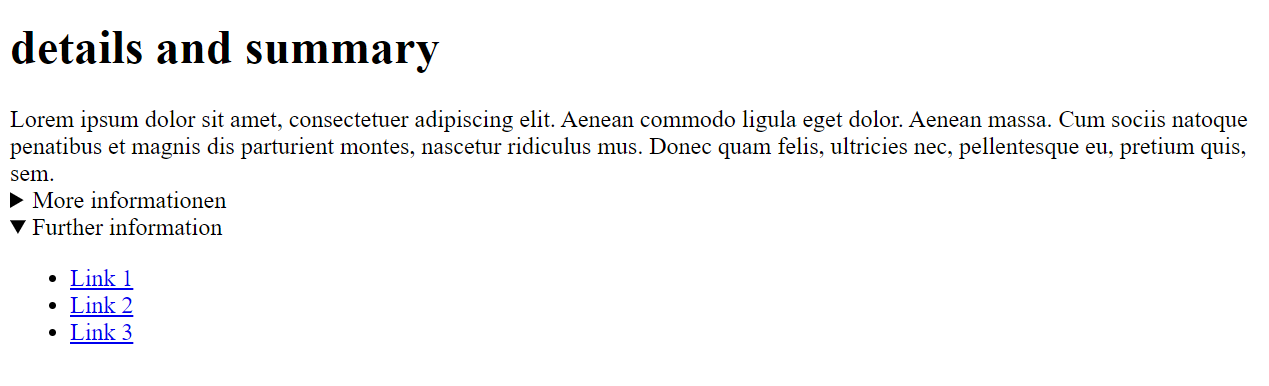 details and summary
Lorem ipsum dolor sit amet, consectetuer adipiscing elit. Aenean commodo ligula eget dolor. Aenean massa. Cum sociis natoque
penatibus et magnis dis parturient montes, nascetur ridiculus mus. Donec quam felis, ultricies nec, pellentesque eu, pretium quis,
sem.
More informationen
Further information
Link 1
Link 2
Link 3